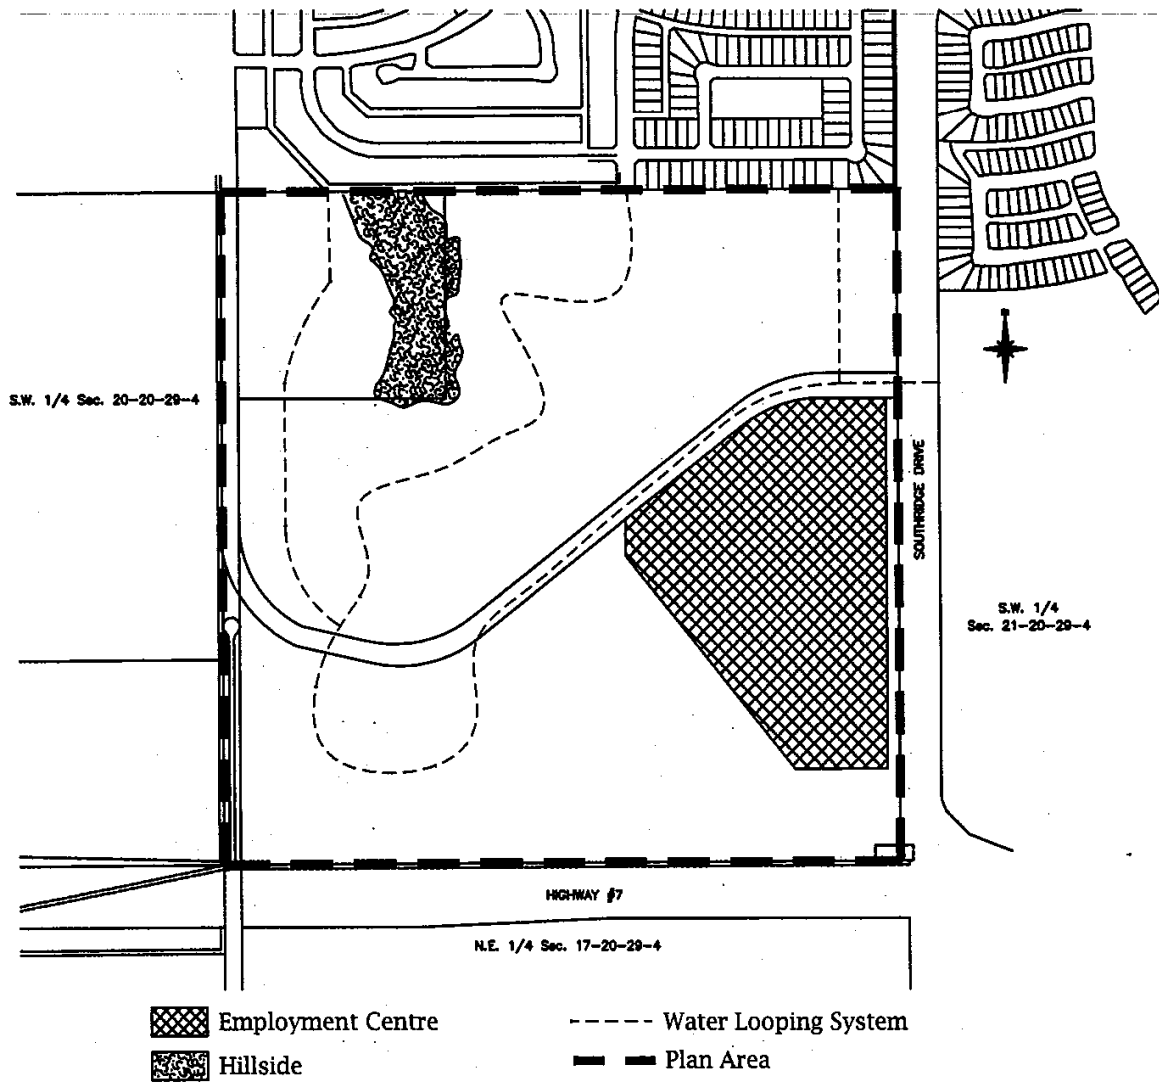 S.W. 1/4 Sec. 20-20-29-4
SOUTHRIDGE DRIVE
S.W. 1/4
Sec. 21-20-29-4
HIGHWAY #7
N.E. 1/4 Sec. 17-20-29-4
Employment Centre
Water Looping System
Hillside
Plan Area